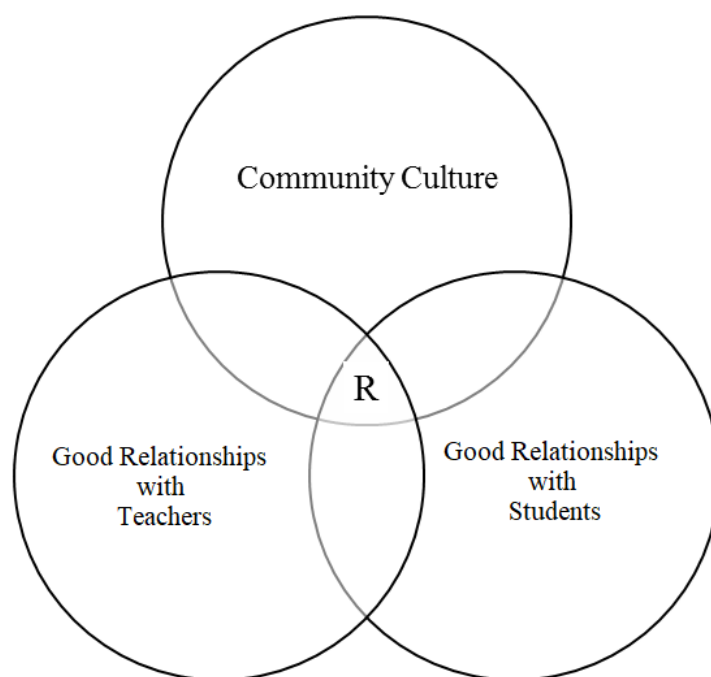 Community Culture
R
Good Relationships
with
Teachers
Good Relationships
with
Students